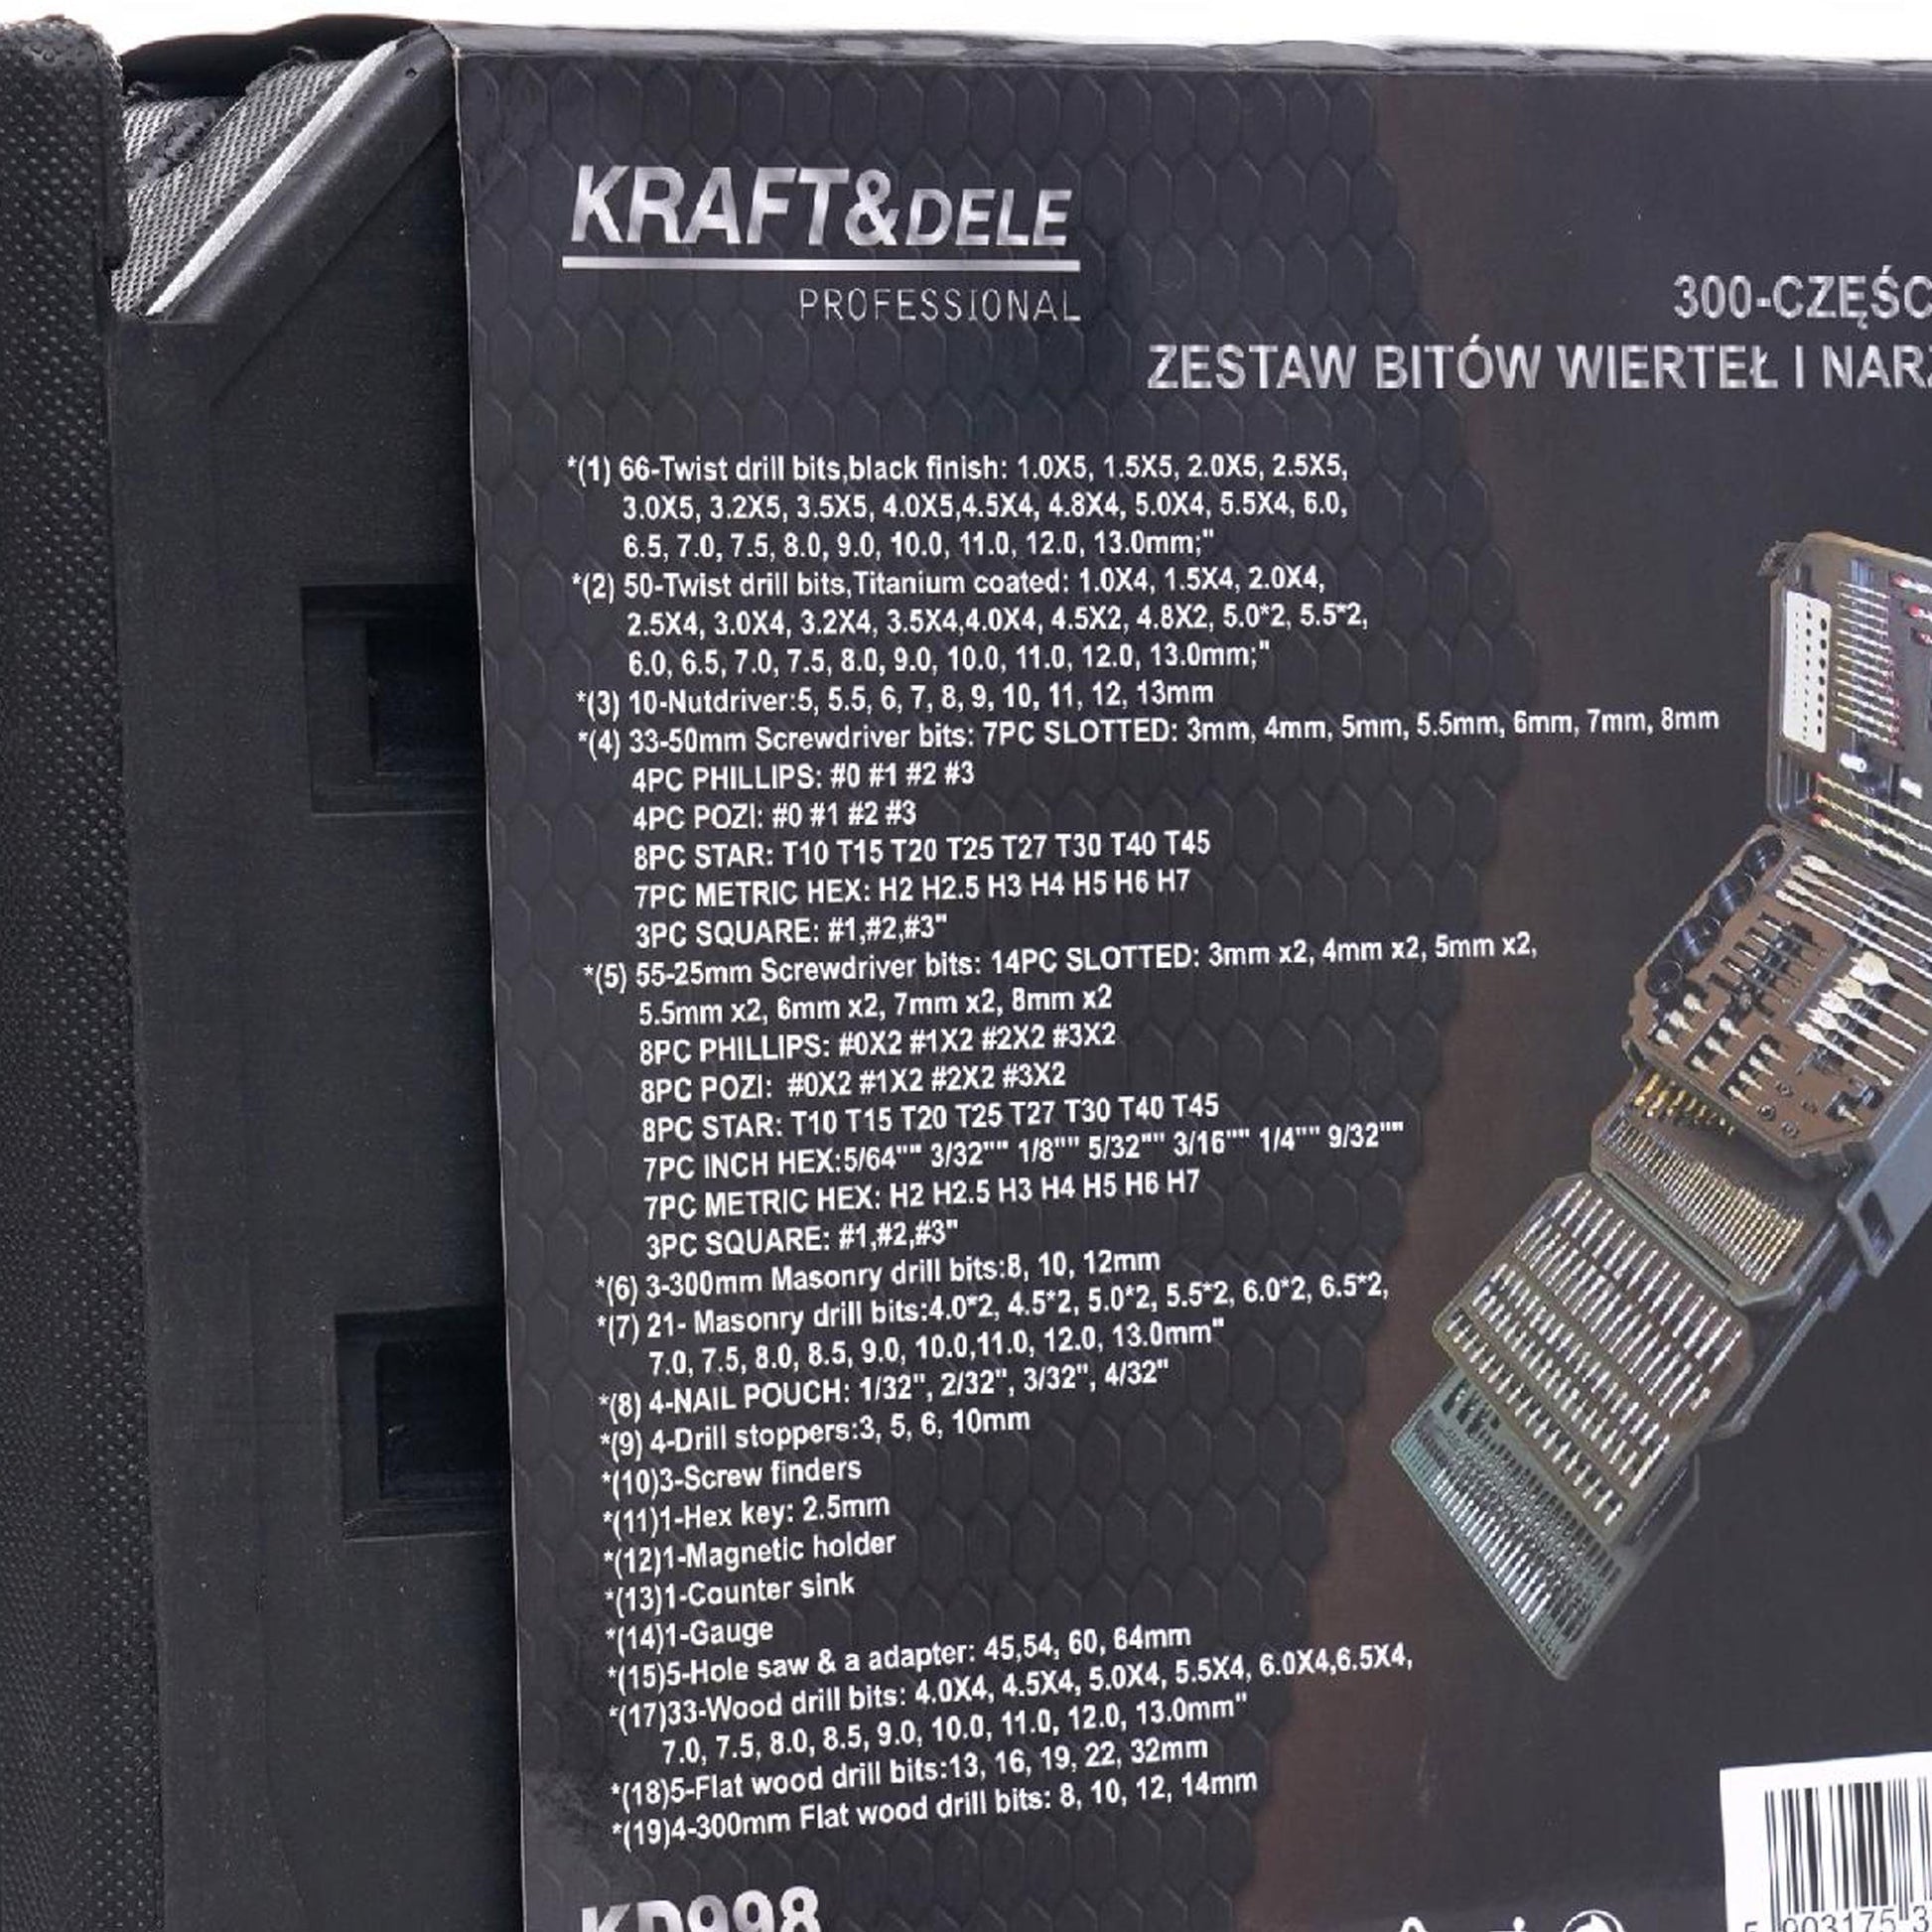 KRAFT&DELE
PROFESSIONAL
300-CZĘŚC
ZESTAW BITÓW WIERTEŁ I NARZ
*(1) 66-Twist drill bits,black finish: 1.0X5, 1.5X5, 2.0X5, 2.5X5,
3.0X5, 3.2X5, 3.5X5, 4.0X5,4.5X4, 4.8X4, 5.0X4, 5.5X4, 6.0,
6.5, 7.0, 7.5, 8.0, 9.0, 10.0, 11.0, 12.0, 13.0mm;"
*(2) 50-Twist drill bits,Titanium coated: 1.0X4, 1.5X4, 2.0X4,
2.5X4, 3.0X4, 3.2X4, 3.5X4,4.0X4, 4.5X2, 4.8X2, 5.0*2, 5.5*2,
6.0, 6.5, 7.0, 7.5, 8.0, 9.0, 10.0, 11.0, 12.0, 13.0mm;"
*(3) 10-Nutdriver:5, 5.5, 6, 7, 8, 9, 10, 11, 12, 13mm
*(4) 33-50mm Screwdriver bits: 7PC SLOTTED: 3mm, 4mm, 5mm, 5.5mm, 6mm, 7mm, 8mm
4PC PHILLIPS: #0 #1 #2 #3
4PC POZI: #0 #1 #2 #3
8PC STAR: T10 T15 T20 T25 T27 T30 T40 T45
7PC METRIC HEX: H2 H2.5 H3 H4 H5 H6 H7
3PC SQUARE: #1,#2,#3"
*(5) 55-25mm Screwdriver bits: 14PC SLOTTED: 3mm x2, 4mm x2, 5mm x2,
5.5mm x2, 6mm x2, 7mm x2, 8mm x2
8PC PHILLIPS: #0X2 #1X2 #2X2 #3X2
8PC POZI: #0X2 #1X2 #2X2 #3X2
8PC STAR: T10 T15 T20 T25 T27 T30 T40 T45
7PC INCH HEX:5/64"" 3/32"" 1/8"" 5/32"" 3/16"" 1/4"" 9/32""
7PC METRIC HEX: H2 H2.5 H3 H4 H5 H6 H7
3PC SQUARE: #1,#2,#3"
*(6) 3-300mm Masonry drill bits:8, 10, 12mm
*(7) 21- Masonry drill bits:4.0*2, 4.5*2, 5.0*2, 5.5*2, 6.0*2, 6.5*2,
7.0, 7.5, 8.0, 8.5, 9.0, 10.0,11.0, 12.0, 13.0mm"
*(8) 4-NAIL POUCH: 1/32", 2/32", 3/32", 4/32"
*(9) 4-Drill stoppers:3, 5, 6, 10mm
*(10)3-Screw finders
*(11)1-Hex key: 2.5mm
*(12)1-Magnetic holder
*(13)1-Counter sink
*(14)1-Gauge
*(15)5-Hole saw & a adapter: 45,54, 60, 64mm
*(17)33-Wood drill bits: 4.0X4, 4.5X4, 5.0X4, 5.5X4, 6.0X4,6.5X4,
7.0, 7.5, 8.0, 8.5, 9.0, 10.0, 11.0, 12.0, 13.0mm"
*(18)5-Flat wood drill bits:13, 16, 19, 22, 32mm
*(19)4-300mm Flat wood drill bits: 8, 10, 12, 14mm
KD998
5 903175 3